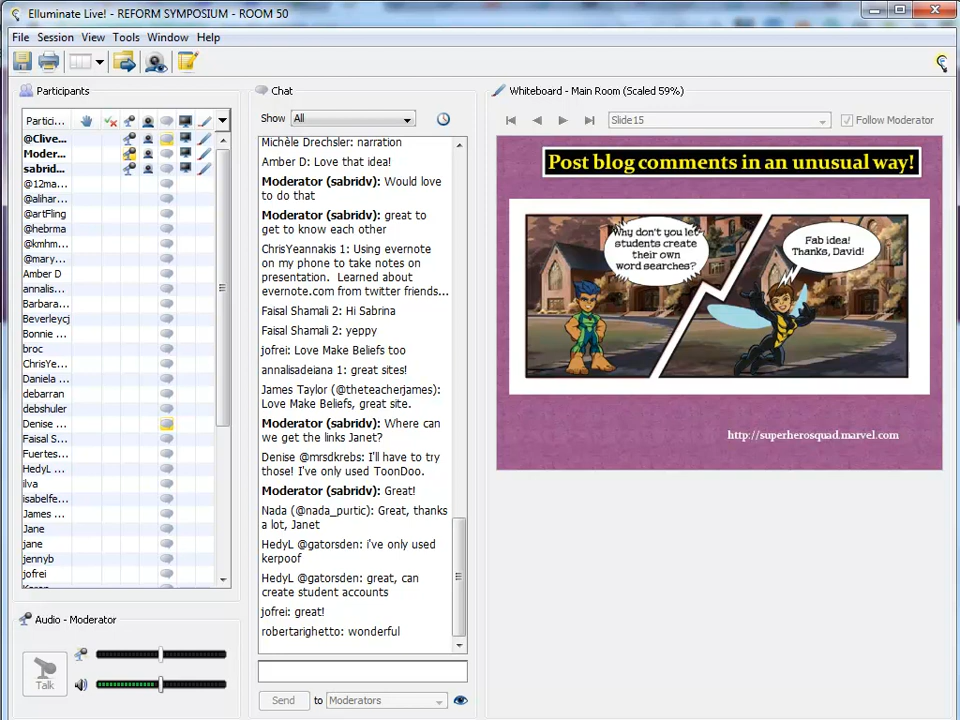 Elluminate Live! - REFORM SYMPOSIUM - ROOM 50
File Session View Tools Window Help
Participants
Partici...
@Clive...
Moder...
sabrid...
@12ma...
@alihar...
@artFling
@hebrma
@kmhm...
@mary...
Amber D
annalis...
Barbara...
Beverleycj
Bonnie ...
broc
ChrisYe...
Daniela ...
debarran
debshuler
Denise ...
Faisal S...
Fuertes...
HedyL ...
ilva
isabelfe...
James ...
Jane
jane
jennyb
jofrei
Audio - Moderator
Talk
Chat
Show All
Michèle Drechsler: narration
Amber D: Love that idea!
Moderator (sabridv): Would love
to do that
Moderator (sabridv): great to
get to know each other
ChrisYeannakis 1: Using evernote
on my phone to take notes on
presentation. Learned about
evernote.com from twitter friends...
Faisal Shamali 2: Hi Sabrina
Faisal Shamali 2: yeppy
jofrei: Love Make Beliefs too
annalisadeiana 1: great sites!
James Taylor (@theteacherjames):
Love Make Beliefs, great site.
Moderator (sabridv): Where can
we get the links Janet?
Denise @mrsdkrebs: I'll have to try
those! I've only used ToonDoo.
Moderator (sabridv): Great!
Nada (@nada_purtic): Great, thanks
a lot, Janet
HedyL @gatorsden: i've only used
kerpoof
HedyL @gatorsden: great, can
create student accounts
jofrei: great!
robertarighetto: wonderful
Send to Moderators
Whiteboard - Main Room (Scaled 59%)
Slide15
Follow Moderator
Post blog comments in an unusual way!
Why don't you let
students create
their own
word searches?
Fab idea!
Thanks, David!
http://superherosquad.marvel.com